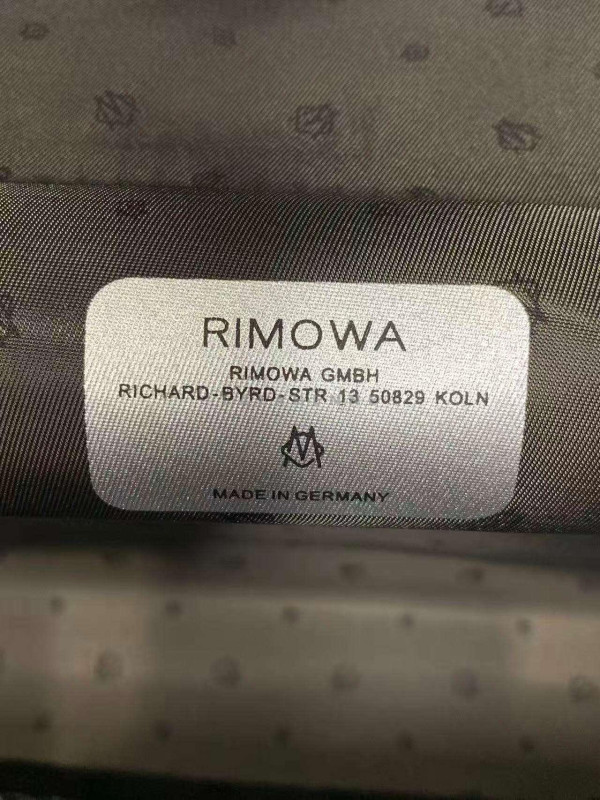 RIMOWA
RIMOWA GMBH
RICHARD-BYRD-STR 13 50829 KOLN
MADE IN GERMANY